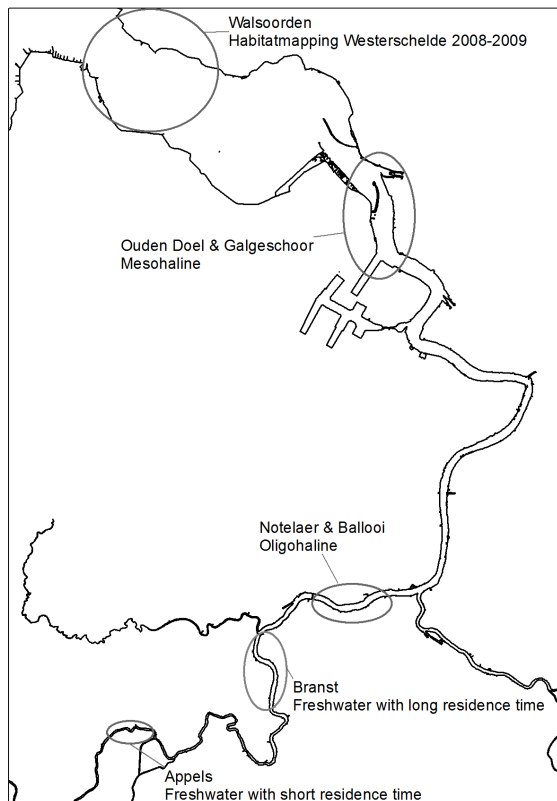 Walsoorden
Habitatmapping Westerschelde 2008-2009
Ouden Doel & Galgeschoor
Mesohaline
Notelaer & Ballooi
Oligohaline
Branst
Freshwater with long residence time
Appels
Freshwater with short residence time